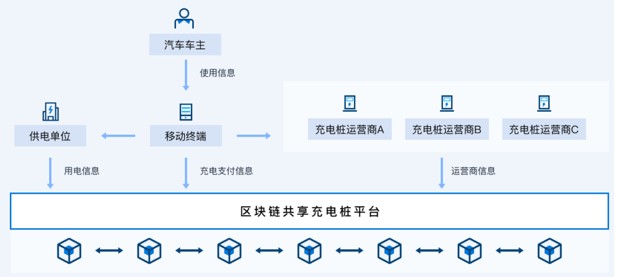 汽车车主
使用信息
供电单位
移动终端
充电桩运营商A
充电桩运营商B
充电桩运营商C
用电信息
充电支付信息
运营商信息
区块链共享充电桩平台